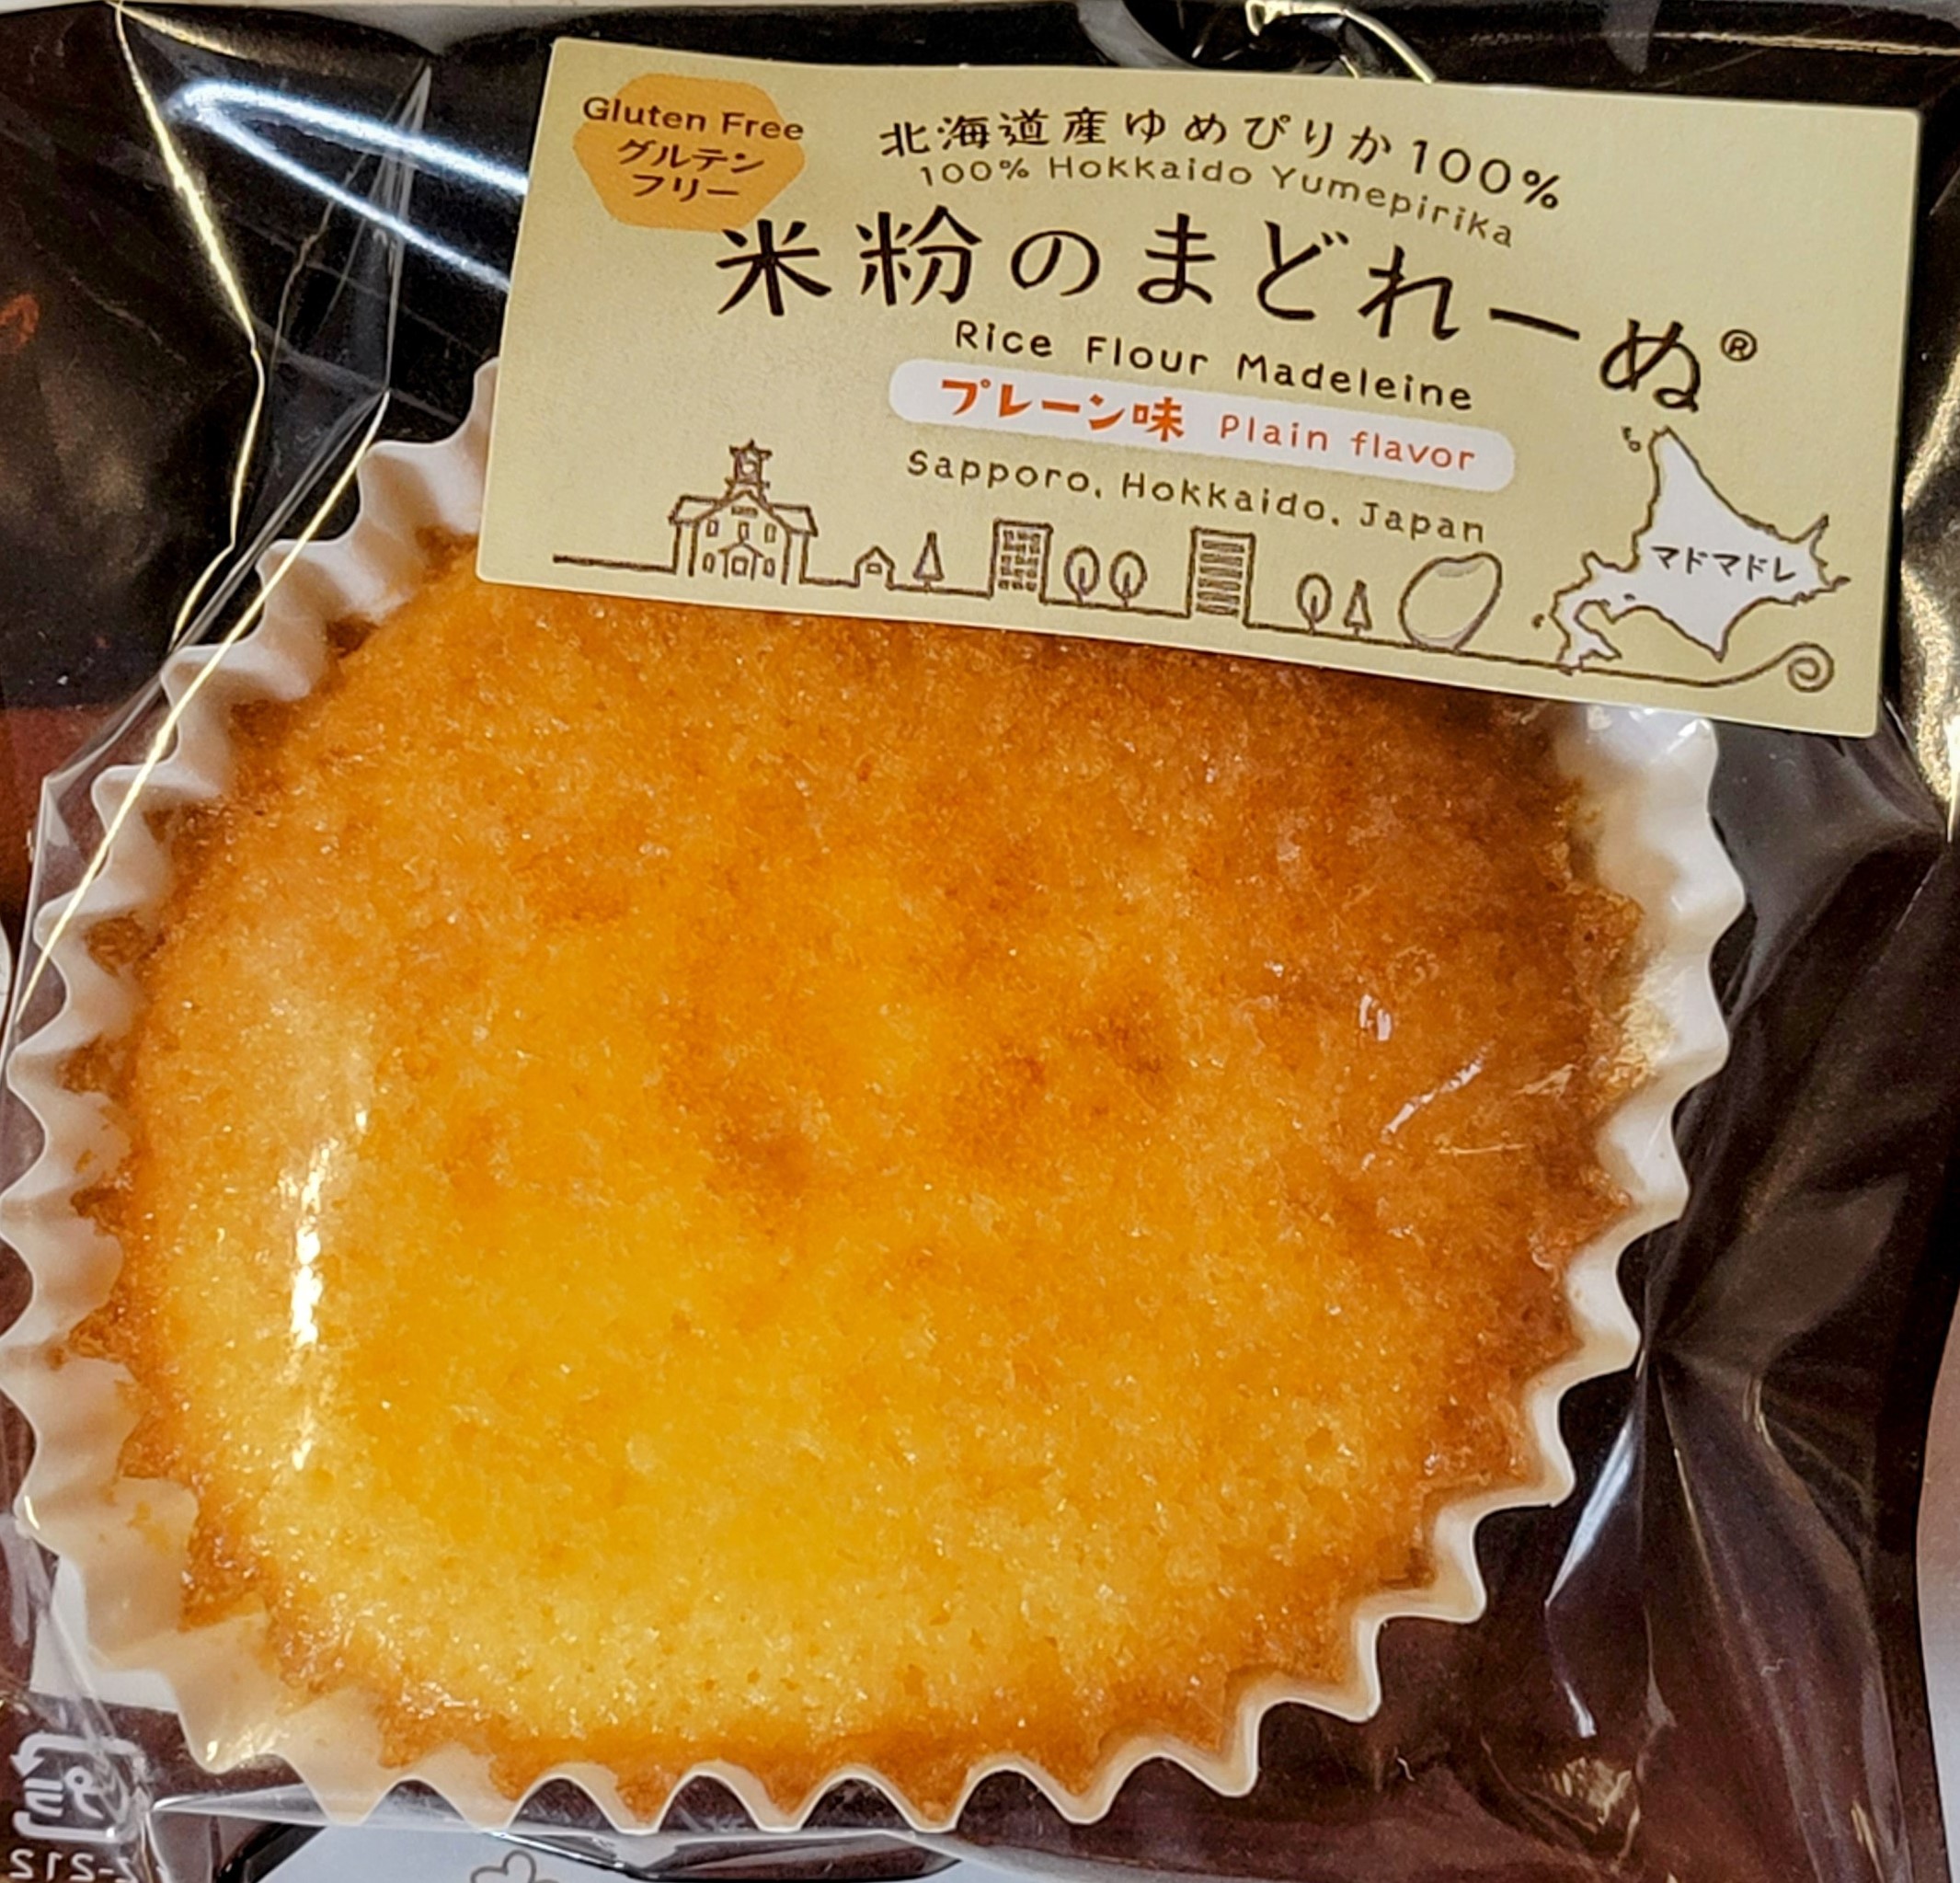 Gluten Free
グルテン
フリー
北海道産ゆめぴりか100%
100% Hokkaido Yumepirika
米粉のまどれーぬ®
Rice Flour Madeleine
プレーン味 Plain flavor
Sapporo, Hokkaido, Japan
マドマドレ
プラ